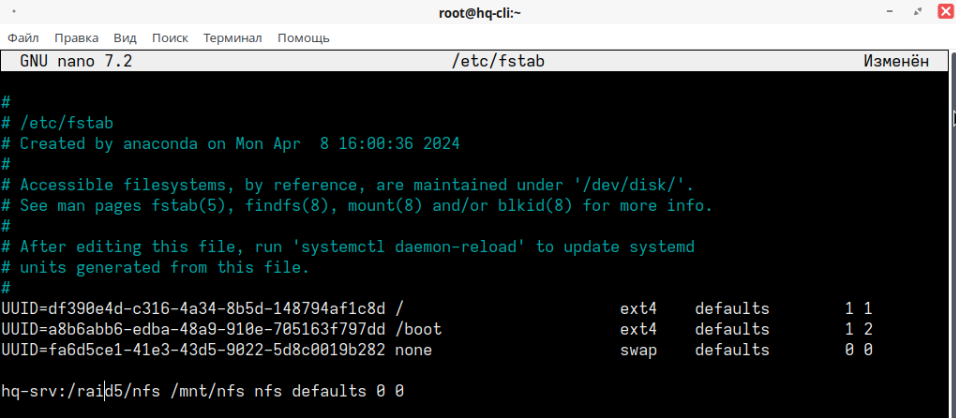 root@hq-cli:~
Файл Правка Вид Поиск Терминал Помощь
GNU nano 7.2 /etc/fstab Изменён
#
# /etc/fstab
# Created by anaconda on Mon Apr  8 16:00:36 2024
#
# Accessible filesystems, by reference, are maintained under '/dev/disk/'.
# See man pages fstab(5), findfs(8), mount(8) and/or blkid(8) for more info.
#
# After editing this file, run 'systemctl daemon-reload' to update systemd
# units generated from this file.
#
UUID=df390e4d-c316-4a34-8b5d-148794af1c8d / ext4 defaults 1 1
UUID=a8b6abb6-edba-48a9-910e-705163f797dd /boot ext4 defaults 1 2
UUID=fa6d5ce1-41e3-43d5-9022-5d8c0019b282 none swap defaults 0 0
hq-srv:/raid5/nfs /mnt/nfs nfs defaults 0 0